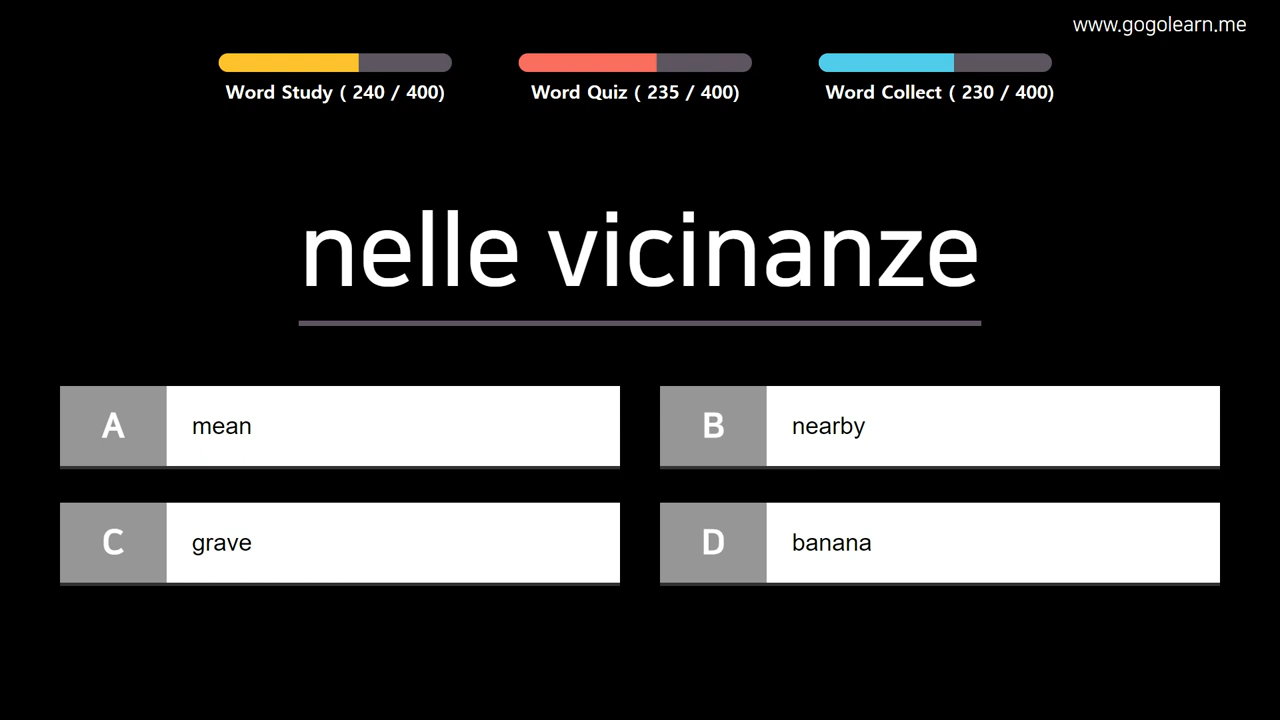 www.gogolearn.me
Word Study ( 240 / 400)
Word Quiz ( 235 / 400)
Word Collect ( 230 / 400)
nelle vicinanze
A mean
B nearby
C grave
D banana